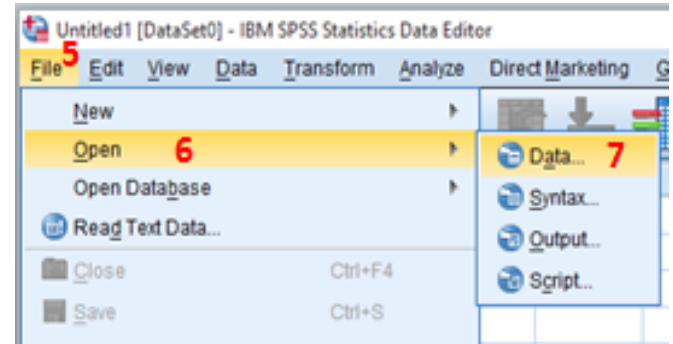 Untitled1 [DataSet0] - IBM SPSS Statistics Data Editor
5
File Edit View Data Transform Analyze Direct Marketing G
New
Open 6
Data... 7
Open Database
Syntax...
Read Text Data...
Output...
Close Ctrl+F4
Script...
Save Ctrl+S